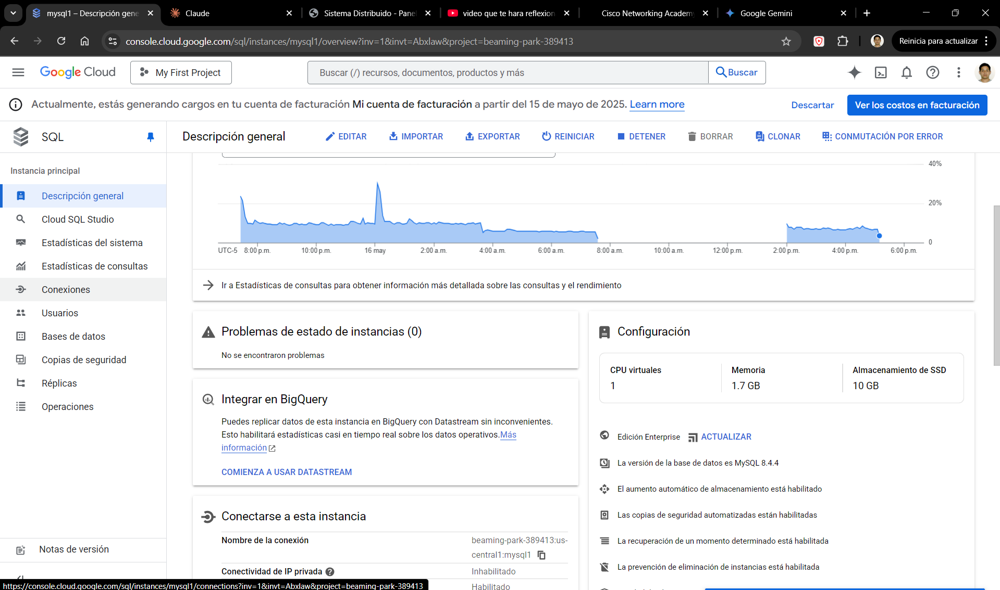 mysql1 – Descripción gene
Claude
Sistema Distribuido - Pane
video que te hara reflexion
Cisco Networking Academy
Google Gemini
console.cloud.google.com/sql/instances/mysql1/overview?inv=1&invt=Abxlaw&project=beaming-park-389413
Reinicia para actualizar
Google Cloud
My First Project
Buscar (/) recursos, documentos, productos y más
Buscar
Actualmente, estás generando cargos en tu cuenta de facturación Mi cuenta de facturación a partir del 15 de mayo de 2025. Learn more
Descartar
Ver los costos en facturación
SQL
Descripción general
EDITAR
IMPORTAR
EXPORTAR
REINICIAR
DETENER
BORRAR
CLONAR
CONMUTACIÓN POR ERROR
Instancia principal
Descripción general
Cloud SQL Studio
Estadísticas del sistema
Estadísticas de consultas
Conexiones
Usuarios
Bases de datos
Copias de seguridad
Réplicas
Operaciones
Notas de versión
40%
20%
0
UTC-5 8:00 p.m. 10:00 p.m. 16 may 2:00 a.m. 4:00 a.m. 6:00 a.m. 8:00 a.m. 10:00 a.m. 12:00 p.m. 2:00 p.m. 4:00 p.m. 6:00 p.m.
Ir a Estadísticas de consultas para obtener información más detallada sobre las consultas y el rendimiento
Problemas de estado de instancias (0)
No se encontraron problemas
Integrar en BigQuery
Puedes replicar datos de esta instancia en BigQuery con Datastream sin inconvenientes.
Esto habilitará estadísticas casi en tiempo real sobre los datos operativos.Más
información
COMIENZA A USAR DATASTREAM
Conectarse a esta instancia
Nombre de la conexión
beaming-park-389413:us-
central1:mysql1
Conectividad de IP privada
Inhabilitado
Habilitado
Configuración
CPU virtuales
1
Memoria
1.7 GB
Almacenamiento de SSD
10 GB
Edición Enterprise
ACTUALIZAR
La versión de la base de datos es MySQL 8.4.4
El aumento automático de almacenamiento está habilitado
Las copias de seguridad automatizadas están habilitadas
La recuperación de un momento determinado está habilitada
La prevención de eliminación de instancias está habilitada
https://console.cloud.google.com/sql/instances/mysql1/connections?inv=1&invt=Abxlaw&project=beaming-park-389413